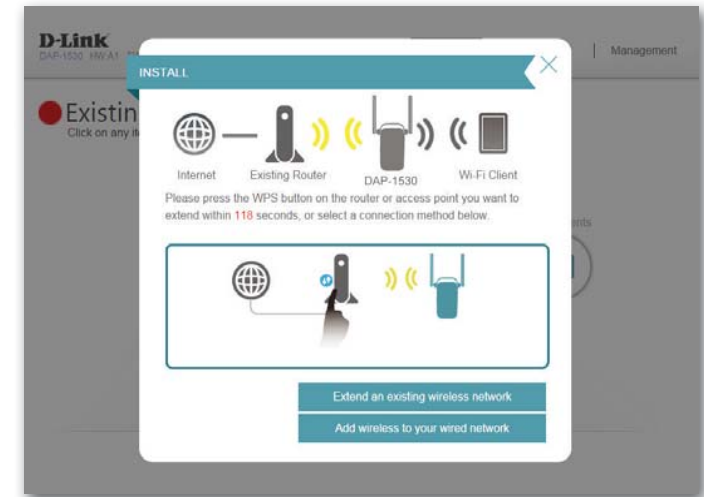 D-Link
DAP-1530 HW:A1
Management
INSTALL
Existin
Click on any it
Internet
Existing Router
DAP-1530
Wi-Fi Client
Please press the WPS button on the router or access point you want to
extend within 118 seconds, or select a connection method below.
ents
Extend an existing wireless network
Add wireless to your wired network